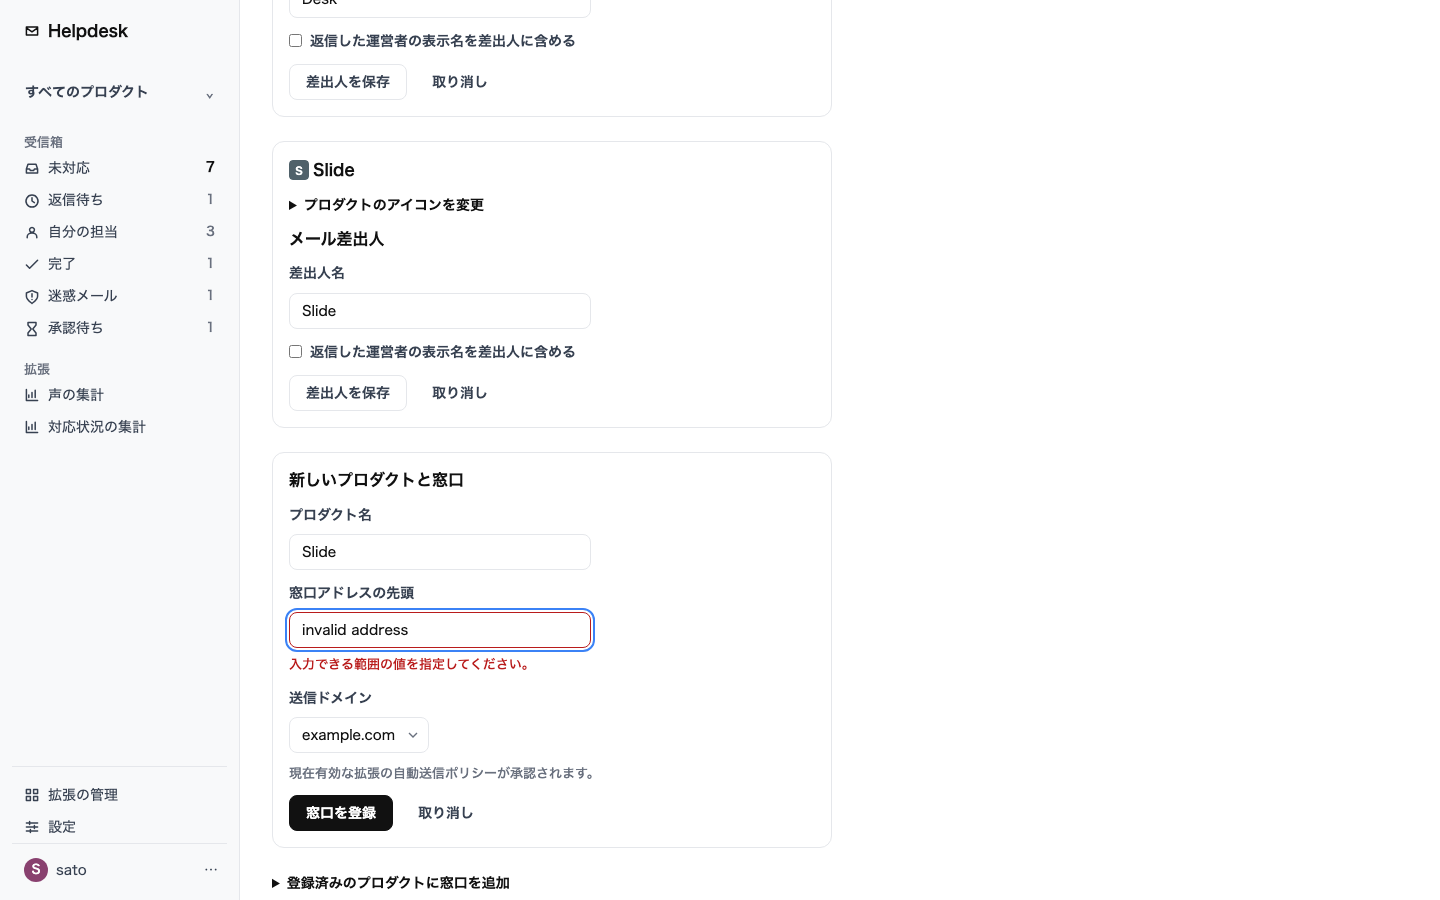 Helpdesk
すべてのプロダクト
受信箱
未対応 7
返信待ち 1
自分の担当 3
完了 1
迷惑メール 1
承認待ち 1
拡張
声の集計
対応状況の集計
拡張の管理
設定
S sato
Desk
返信した運営者の表示名を差出人に含める
差出人を保存 取り消し
S Slide
プロダクトのアイコンを変更
メール差出人
差出人名
Slide
返信した運営者の表示名を差出人に含める
差出人を保存 取り消し
新しいプロダクトと窓口
プロダクト名
Slide
窓口アドレスの先頭
invalid address
入力できる範囲の値を指定してください。
送信ドメイン
example.com
現在有効な拡張の自動送信ポリシーが承認されます。
窓口を登録 取り消し
登録済みのプロダクトに窓口を追加